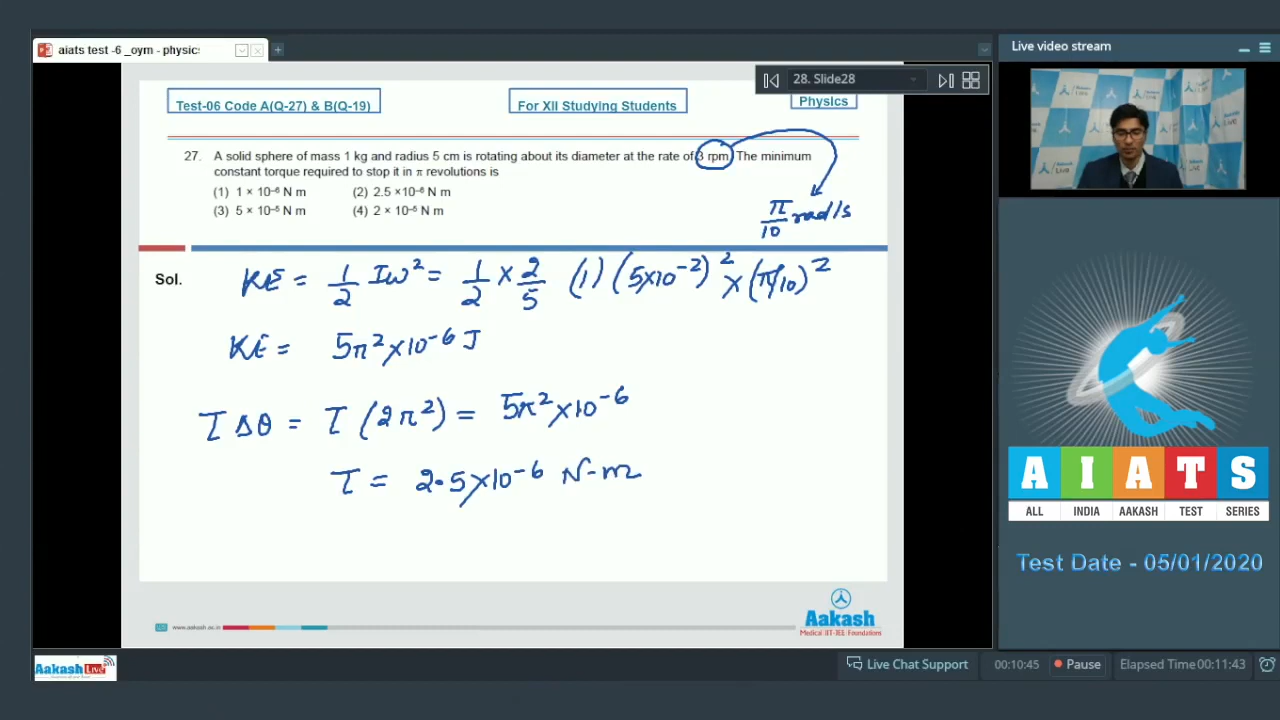 aiats test -6 _oym - physic:
Live video stream
28. Slide28
Test-06 Code A(Q-27) & B(Q-19)
For XII Studying Students
Physics
27. A solid sphere of mass 1 kg and radius 5 cm is rotating about its diameter at the rate of 3 rpm. The minimum
constant torque required to stop it in π revolutions is
(1) 1 × 10⁻⁶ N m (2) 2.5 ×10⁻⁶ N m
(3) 5 × 10⁻⁶ N m (4) 2 × 10⁻⁶ N m
π/10 rad/s
Sol.
KE = 1/2 Iω² = 1/2 × 2/5 (1) (5×10⁻²)² × (π/10)²
KE = 5π²×10⁻⁶ J
τ Δθ = τ (2π²) = 5π²×10⁻⁶
τ = 2.5×10⁻⁶ N-m
A I A T S
ALL INDIA AAKASH TEST SERIES
Test Date - 05/01/2020
www.aakash.ac.in
Aakash
Medical IIT-JEE Foundations
Aakash Live
Live Chat Support
00:10:45
Pause
Elapsed Time 00:11:43